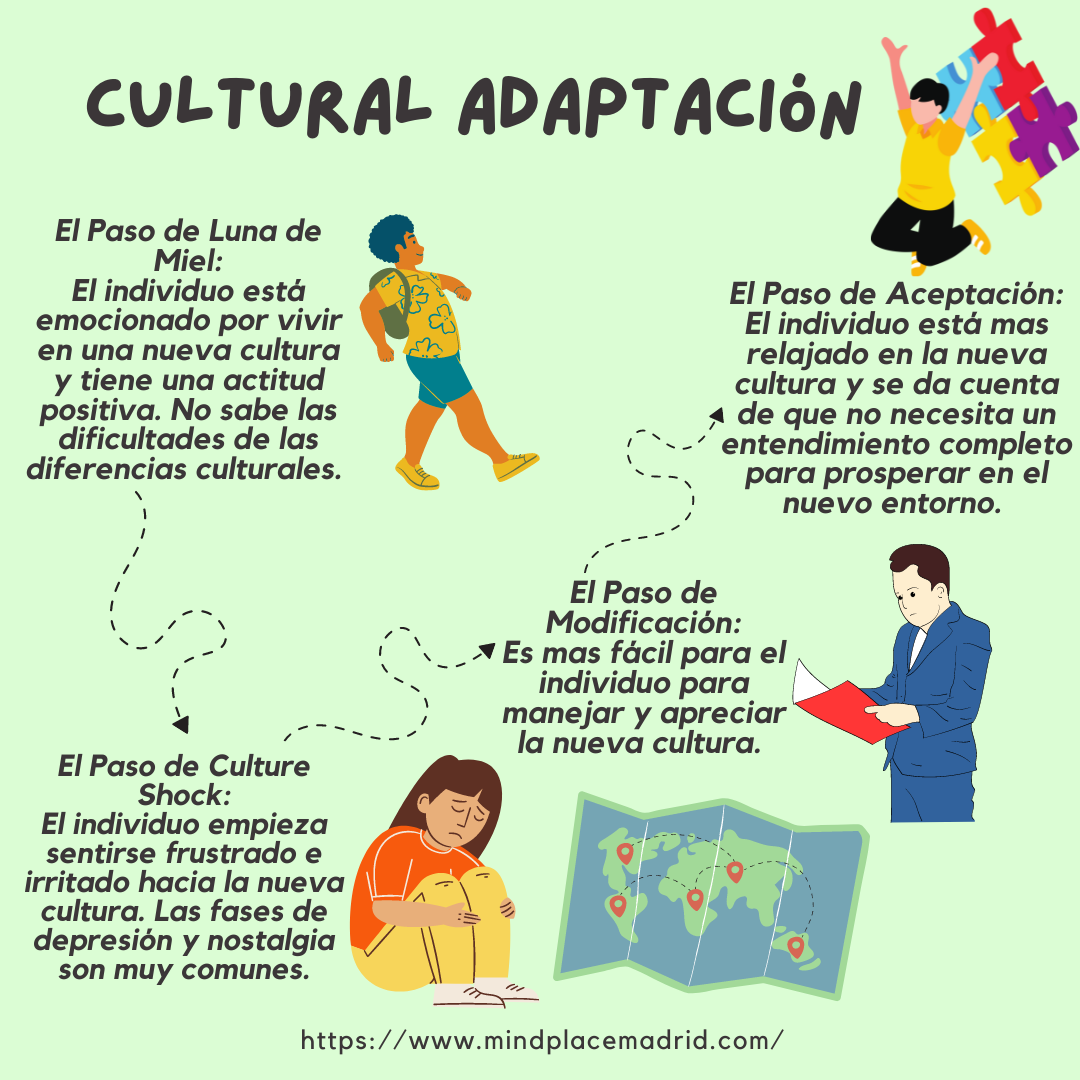 CULTURAL ADAPTACIÓN
El Paso de Luna de
Miel:
El individuo está
emocionado por vivir
en una nueva cultura
y tiene una actitud
positiva. No sabe las
dificultades de las
diferencias culturales.
El Paso de Culture
Shock:
El individuo empieza
sentirse frustrado e
irritado hacia la nueva
cultura. Las fases de
depresión y nostalgia
son muy comunes.
El Paso de
Modificación:
Es mas fácil para el
individuo para
manejar y apreciar
la nueva cultura.
El Paso de Aceptación:
El individuo está mas
relajado en la nueva
cultura y se da cuenta
de que no necesita un
entendimiento completo
para prosperar en el
nuevo entorno.
https://www.mindplacemadrid.com/